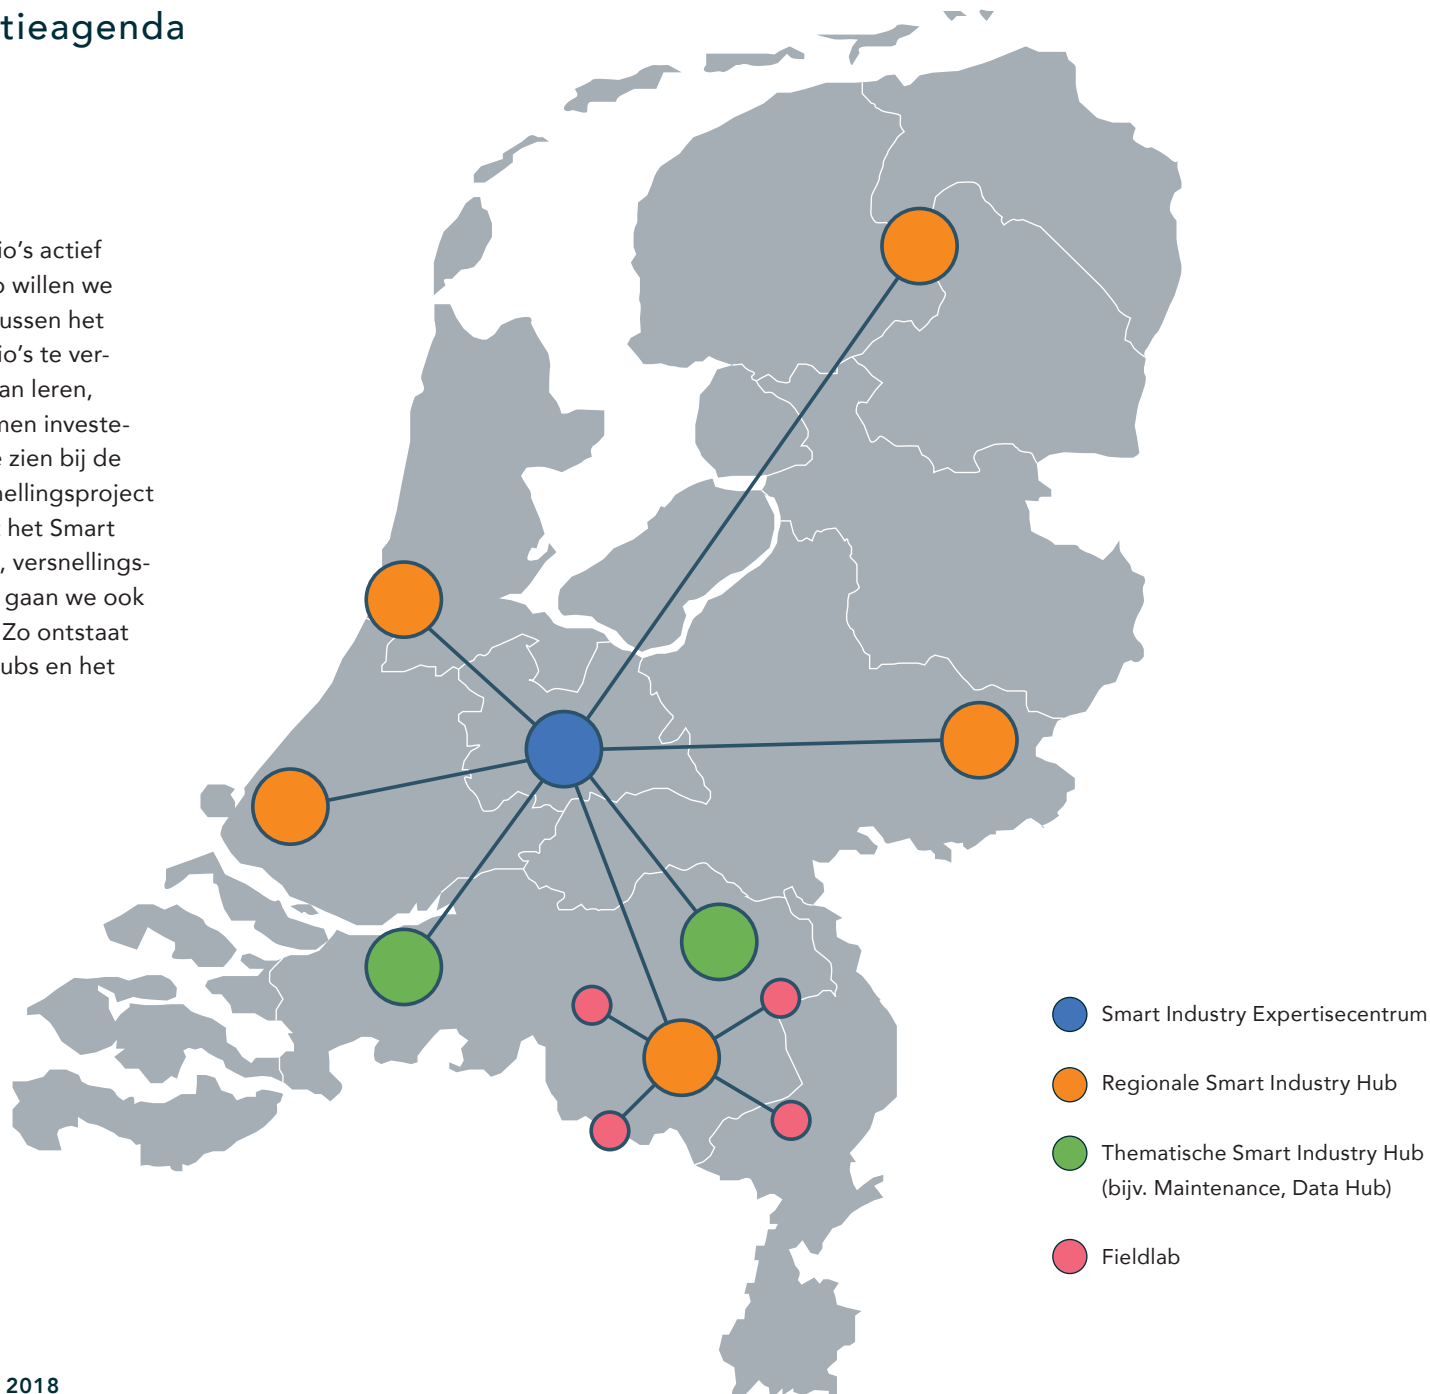 tieagenda
io’s actief
o willen we
ussen het
io’s te ver-
an leren,
men investe-
e zien bij de
nellingsproject
t het Smart
, versnellings-
gaan we ook
Zo ontstaat
ubs en het
Smart Industry Expertisecentrum
Regionale Smart Industry Hub
Thematische Smart Industry Hub
(bijv. Maintenance, Data Hub)
Fieldlab
2018